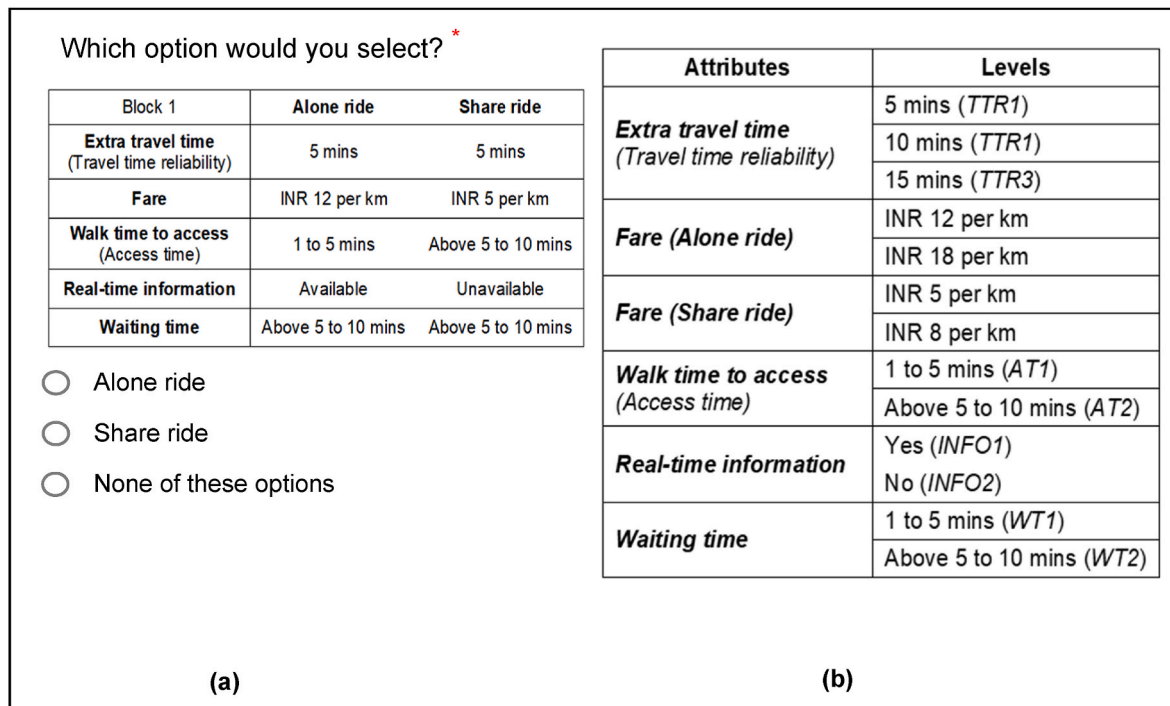 Which option would you select? *
Block 1 Alone ride Share ride
Extra travel time
(Travel time reliability) 5 mins 5 mins
Fare INR 12 per km INR 5 per km
Walk time to access
(Access time) 1 to 5 mins Above 5 to 10 mins
Real-time information Available Unavailable
Waiting time Above 5 to 10 mins Above 5 to 10 mins
Alone ride
Share ride
None of these options
(a)
Attributes Levels
Extra travel time
(Travel time reliability)
5 mins (TTR1)
10 mins (TTR1)
15 mins (TTR3)
Fare (Alone ride)
INR 12 per km
INR 18 per km
Fare (Share ride)
INR 5 per km
INR 8 per km
Walk time to access
(Access time)
1 to 5 mins (AT1)
Above 5 to 10 mins (AT2)
Real-time information
Yes (INFO1)
No (INFO2)
Waiting time
1 to 5 mins (WT1)
Above 5 to 10 mins (WT2)
(b)